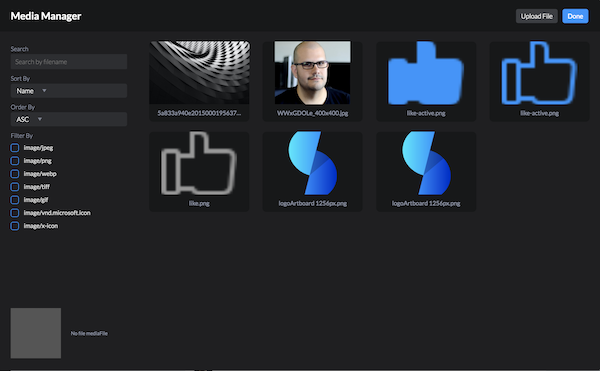 Media Manager
Upload File
Done
Search
Search by filename
Sort By
Name
Order By
ASC
Filter By
image/jpeg
image/png
image/webp
image/tiff
image/gif
image/vnd.microsoft.icon
image/x-icon
5a833a940e2015000195637...
WWxGDOLe_400x400.jpg
like-active.png
like-active.png
like.png
logoArtboard 1256px.png
logoArtboard 1256px.png
No file mediaFile